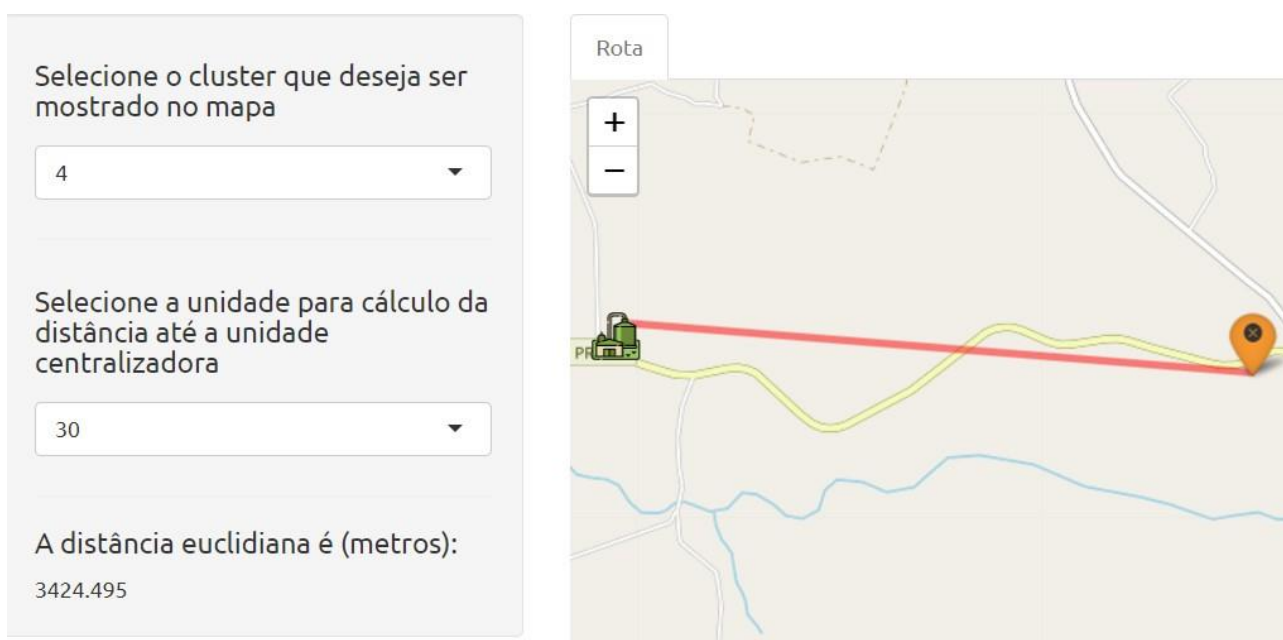 Selecione o cluster que deseja ser
mostrado no mapa
4
Selecione a unidade para cálculo da
distância até a unidade
centralizadora
30
A distância euclidiana é (metros):
3424.495
Rota
+
−
PR